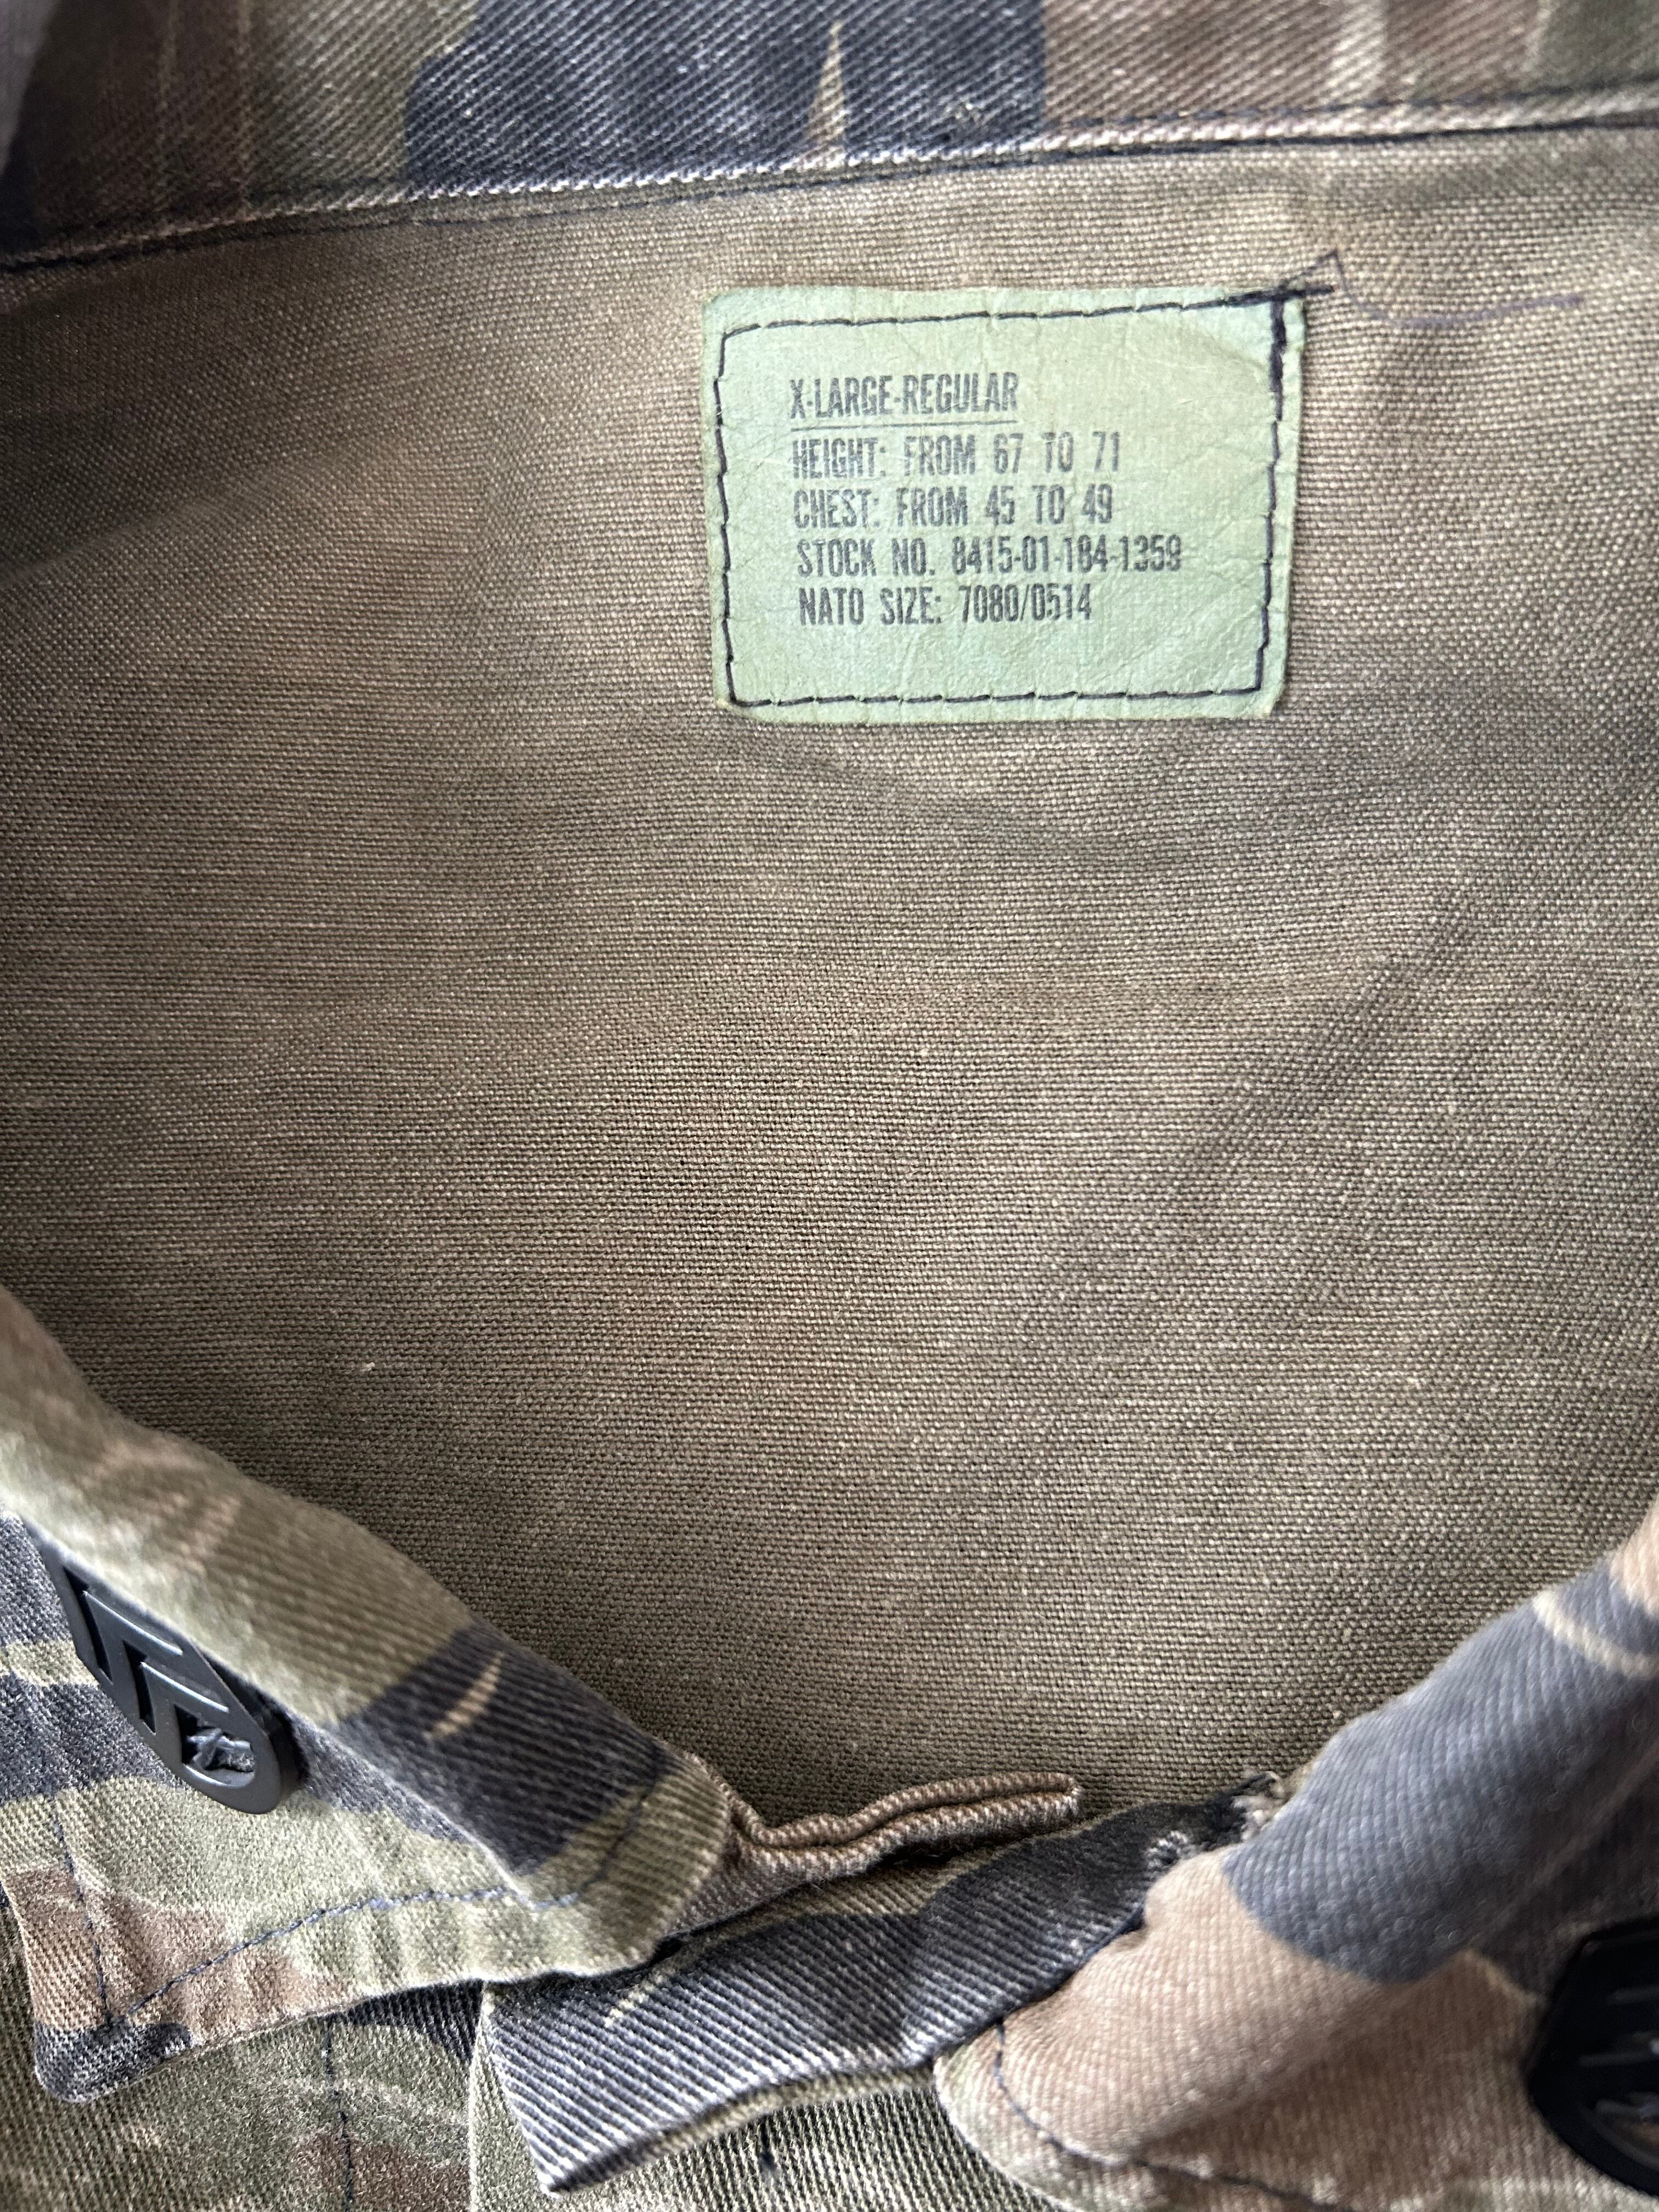 X-LARGE-REGULAR
HEIGHT: FROM 67 TO 71
CHEST: FROM 45 TO 49
STOCK NO. 8415-01-184-1359
NATO SIZE: 7080/0514